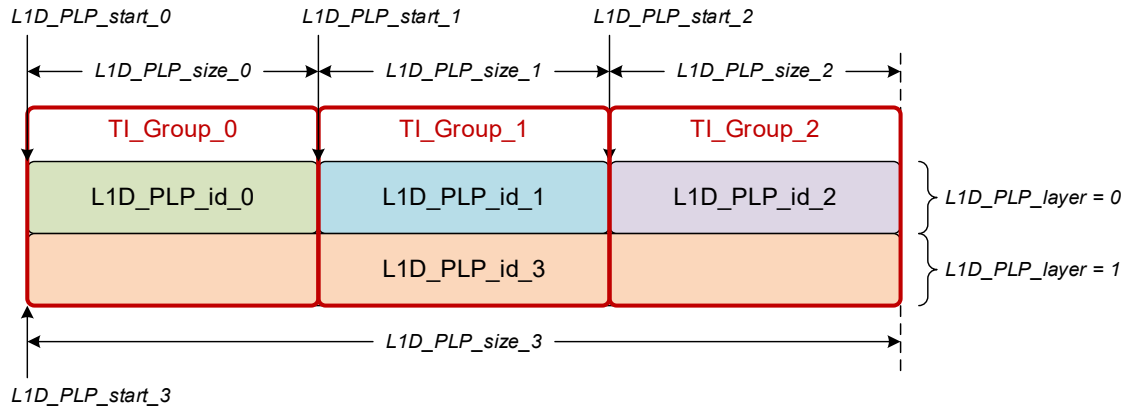 L1D_PLP_start_0 L1D_PLP_start_1 L1D_PLP_start_2
L1D_PLP_size_0 L1D_PLP_size_1 L1D_PLP_size_2
TI_Group_0 TI_Group_1 TI_Group_2
L1D_PLP_id_0 L1D_PLP_id_1 L1D_PLP_id_2 L1D_PLP_layer = 0
L1D_PLP_id_3 L1D_PLP_layer = 1
L1D_PLP_size_3
L1D_PLP_start_3